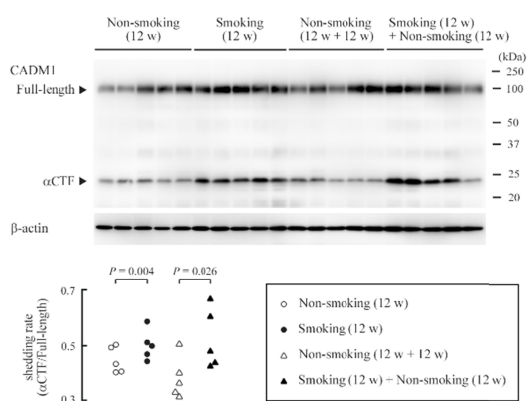 Non-smoking Smoking Non-smoking Smoking (12 w)
(12 w) (12 w) (12 w + 12 w) + Non-smoking (12 w)
(kDa)
CADM1
250
Full-length 100
50
37
αCTF 25
20
β-actin
P = 0.004 P = 0.026
0.7
0.5
0.3
shedding rate
(αCTF/Full-length)
Non-smoking (12 w)
Smoking (12 w)
Non-smoking (12 w + 12 w)
Smoking (12 w) + Non-smoking (12 w)